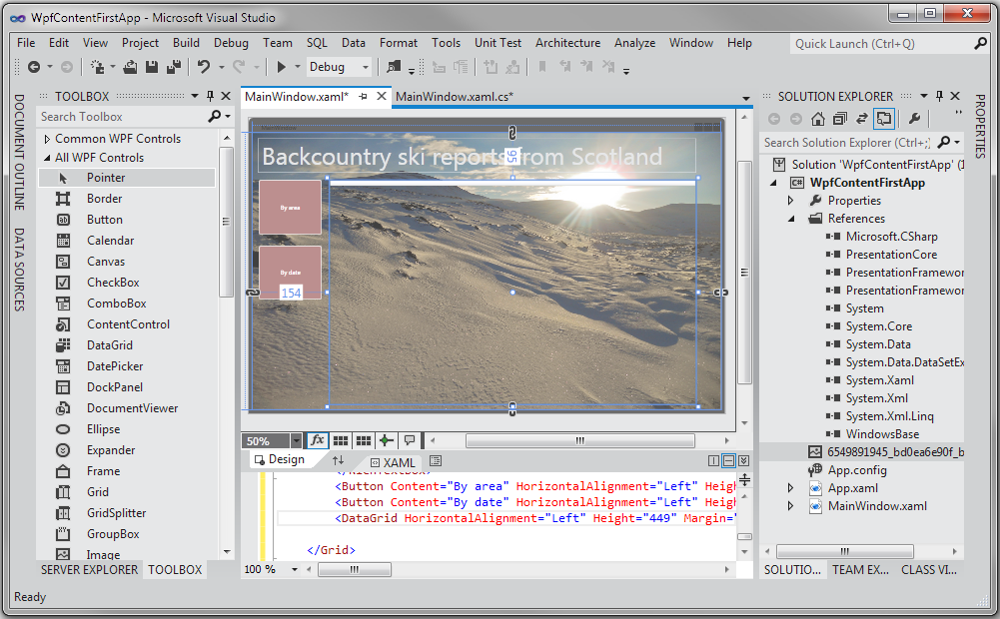 WpfContentFirstApp - Microsoft Visual Studio
File Edit View Project Build Debug Team SQL Data Format Tools Unit Test Architecture Analyze Window Help
Quick Launch (Ctrl+Q)
Debug
DOCUMENT OUTLINE
DATA SOURCES
TOOLBOX
Search Toolbox
Common WPF Controls
All WPF Controls
Pointer
Border
Button
Calendar
Canvas
CheckBox
ComboBox
ContentControl
DataGrid
DatePicker
DockPanel
DocumentViewer
Ellipse
Expander
Frame
Grid
GridSplitter
GroupBox
Image
SERVER EXPLORER TOOLBOX
MainWindow.xaml* MainWindow.xaml.cs*
MainWindow
Backcountry ski reports from Scotland
95
By area
By date
154
50%
fx
Design XAML
</RichTextBox>
<Button Content="By area" HorizontalAlignment="Left" Heig
<Button Content="By date" HorizontalAlignment="Left" Heig
<DataGrid HorizontalAlignment="Left" Height="449" Margin="
</Grid>
100 %
SOLUTION EXPLORER
Search Solution Explorer (Ctrl+;)
Solution 'WpfContentFirstApp' (1
C# WpfContentFirstApp
Properties
References
Microsoft.CSharp
PresentationCore
PresentationFramewor
PresentationFramewor
System
System.Core
System.Data
System.Data.DataSetEx
System.Xaml
System.Xml
System.Xml.Linq
WindowsBase
6549891945_bd0ea6e90f_b
App.config
App.xaml
MainWindow.xaml
SOLUTIO... TEAM EX... CLASS VI...
PROPERTIES
Ready